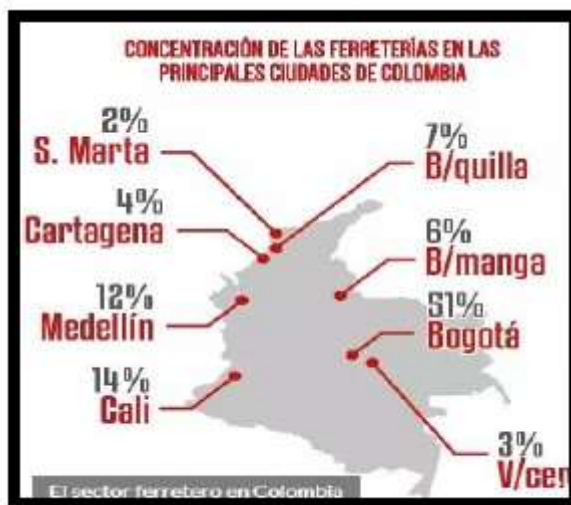 CONCENTRACIÓN DE LAS FERRETERÍAS EN LAS
PRINCIPALES CIUDADES DE COLOMBIA
2%
S. Marta
7%
B/quilla
4%
Cartagena
6%
B/manga
12%
Medellín
51%
Bogotá
14%
Cali
3%
V/cen
El sector ferretero en Colombia